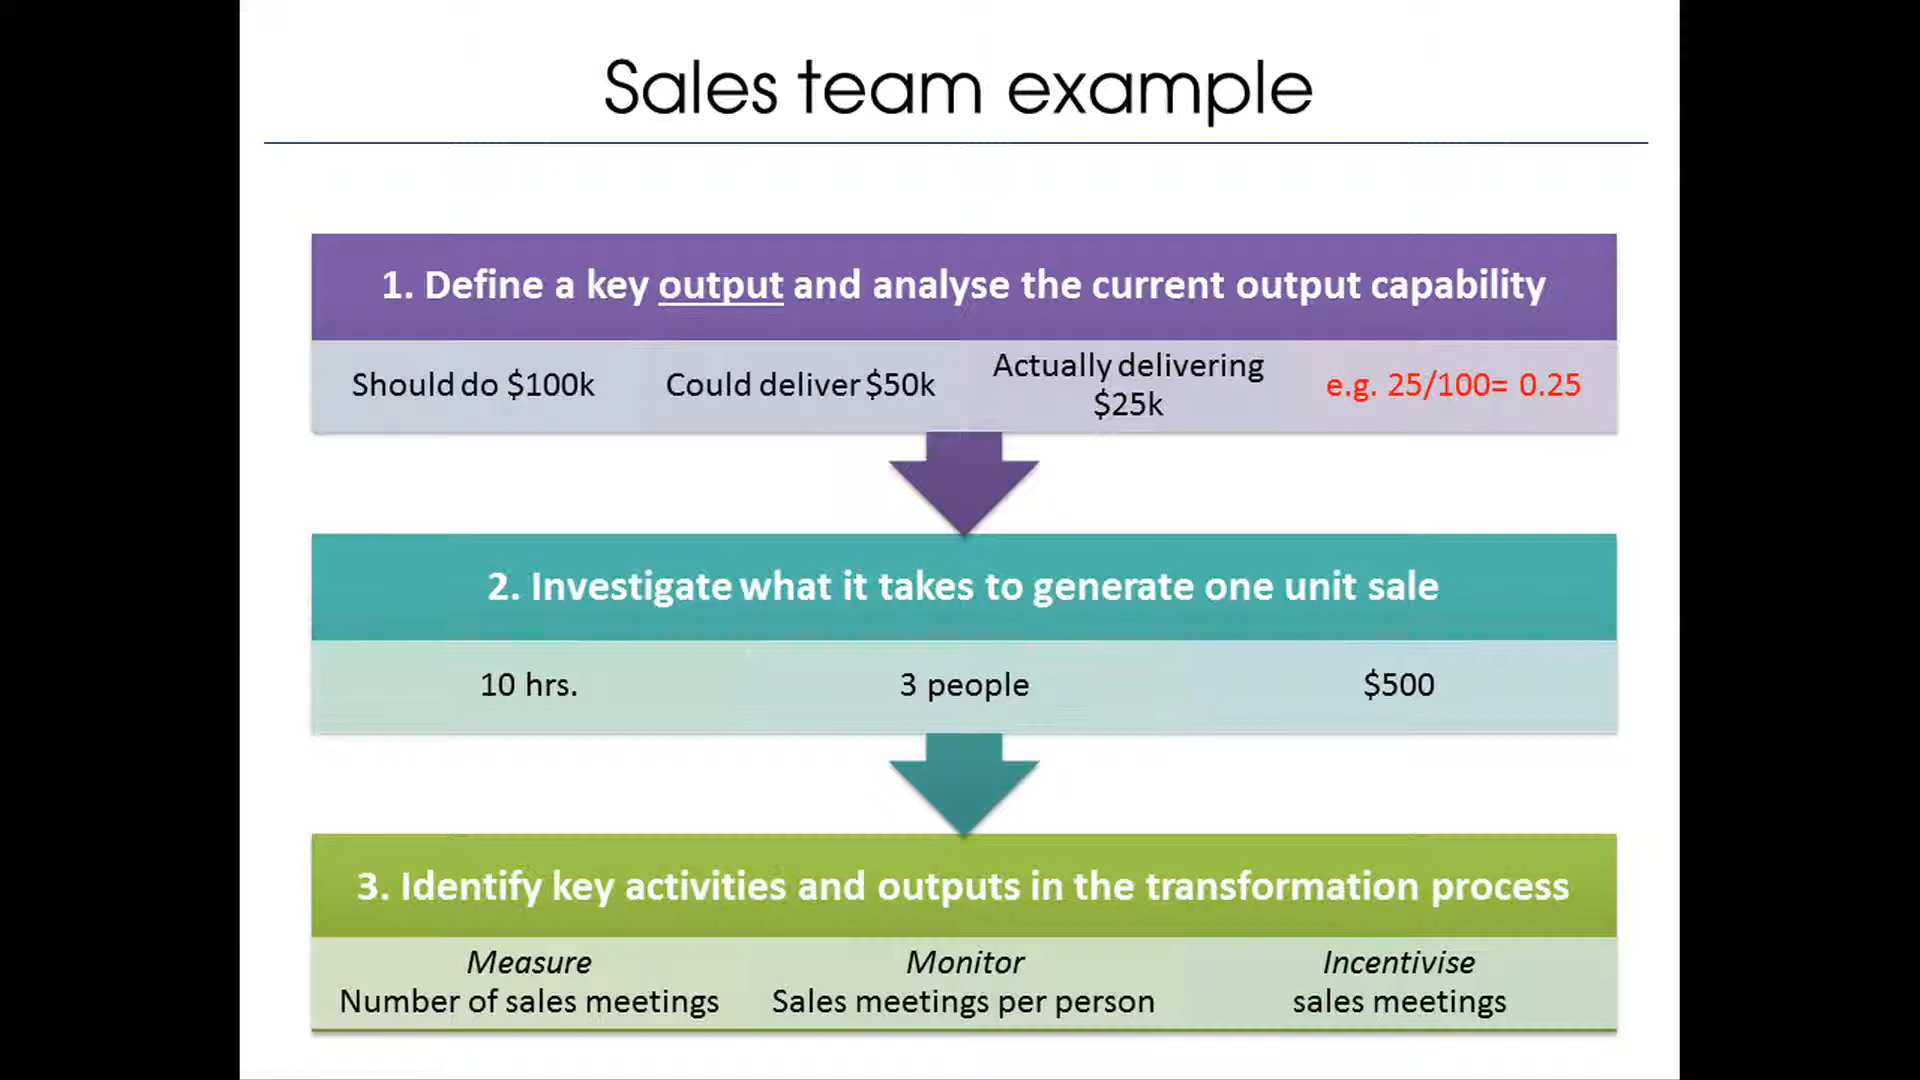 Sales team example
1. Define a key output and analyse the current output capability
Should do $100k
Could deliver $50k
Actually delivering
$25k
e.g. 25/100= 0.25
2. Investigate what it takes to generate one unit sale
10 hrs.
3 people
$500
3. Identify key activities and outputs in the transformation process
Measure
Number of sales meetings
Monitor
Sales meetings per person
Incentivise
sales meetings